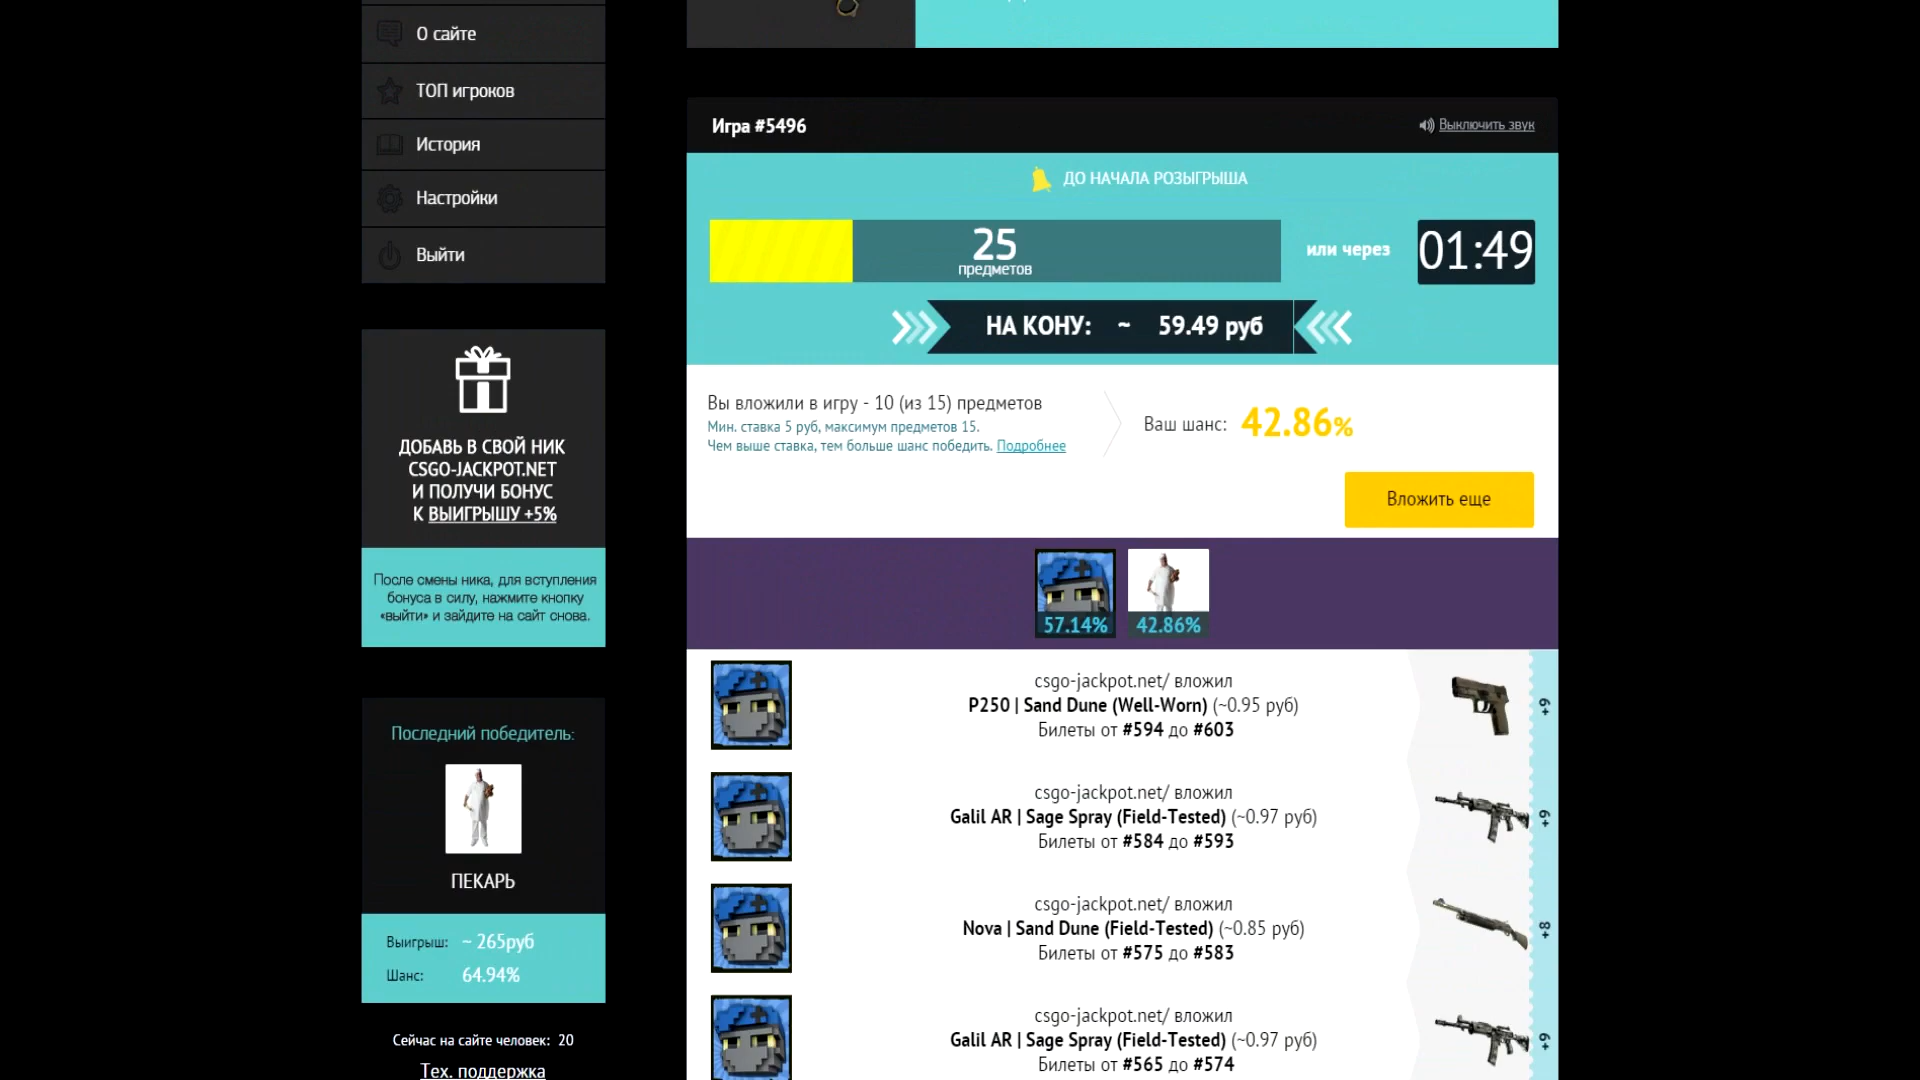 О сайте
ТОП игроков
История
Настройки
Выйти
ДОБАВЬ В СВОЙ НИК
CSGO-JACKPOT.NET
И ПОЛУЧИ БОНУС
К ВЫИГРЫШУ +5%
После смены ника, для вступления
бонуса в силу, нажмите кнопку
«выйти» и зайдите на сайт снова.
Последний победитель:
ПЕКАРЬ
Выигрыш: ~ 265руб
Шанс: 64.94%
Сейчас на сайте человек: 20
Тех. поддержка
Игра #5496
Выключить звук
ДО НАЧАЛА РОЗЫГРЫША
25
предметов
или через
01:49
НА КОНУ: ~ 59.49 руб
Вы вложили в игру - 10 (из 15) предметов
Мин. ставка 5 руб, максимум предметов 15.
Чем выше ставка, тем больше шанс победить. Подробнее
Ваш шанс: 42.86%
Вложить еще
57.14%
42.86%
csgo-jackpot.net/ вложил
P250 | Sand Dune (Well-Worn) (~0.95 руб)
Билеты от #594 до #603
+9
csgo-jackpot.net/ вложил
Galil AR | Sage Spray (Field-Tested) (~0.97 руб)
Билеты от #584 до #593
+9
csgo-jackpot.net/ вложил
Nova | Sand Dune (Field-Tested) (~0.85 руб)
Билеты от #575 до #583
+8
csgo-jackpot.net/ вложил
Galil AR | Sage Spray (Field-Tested) (~0.97 руб)
Билеты от #565 до #574
+9